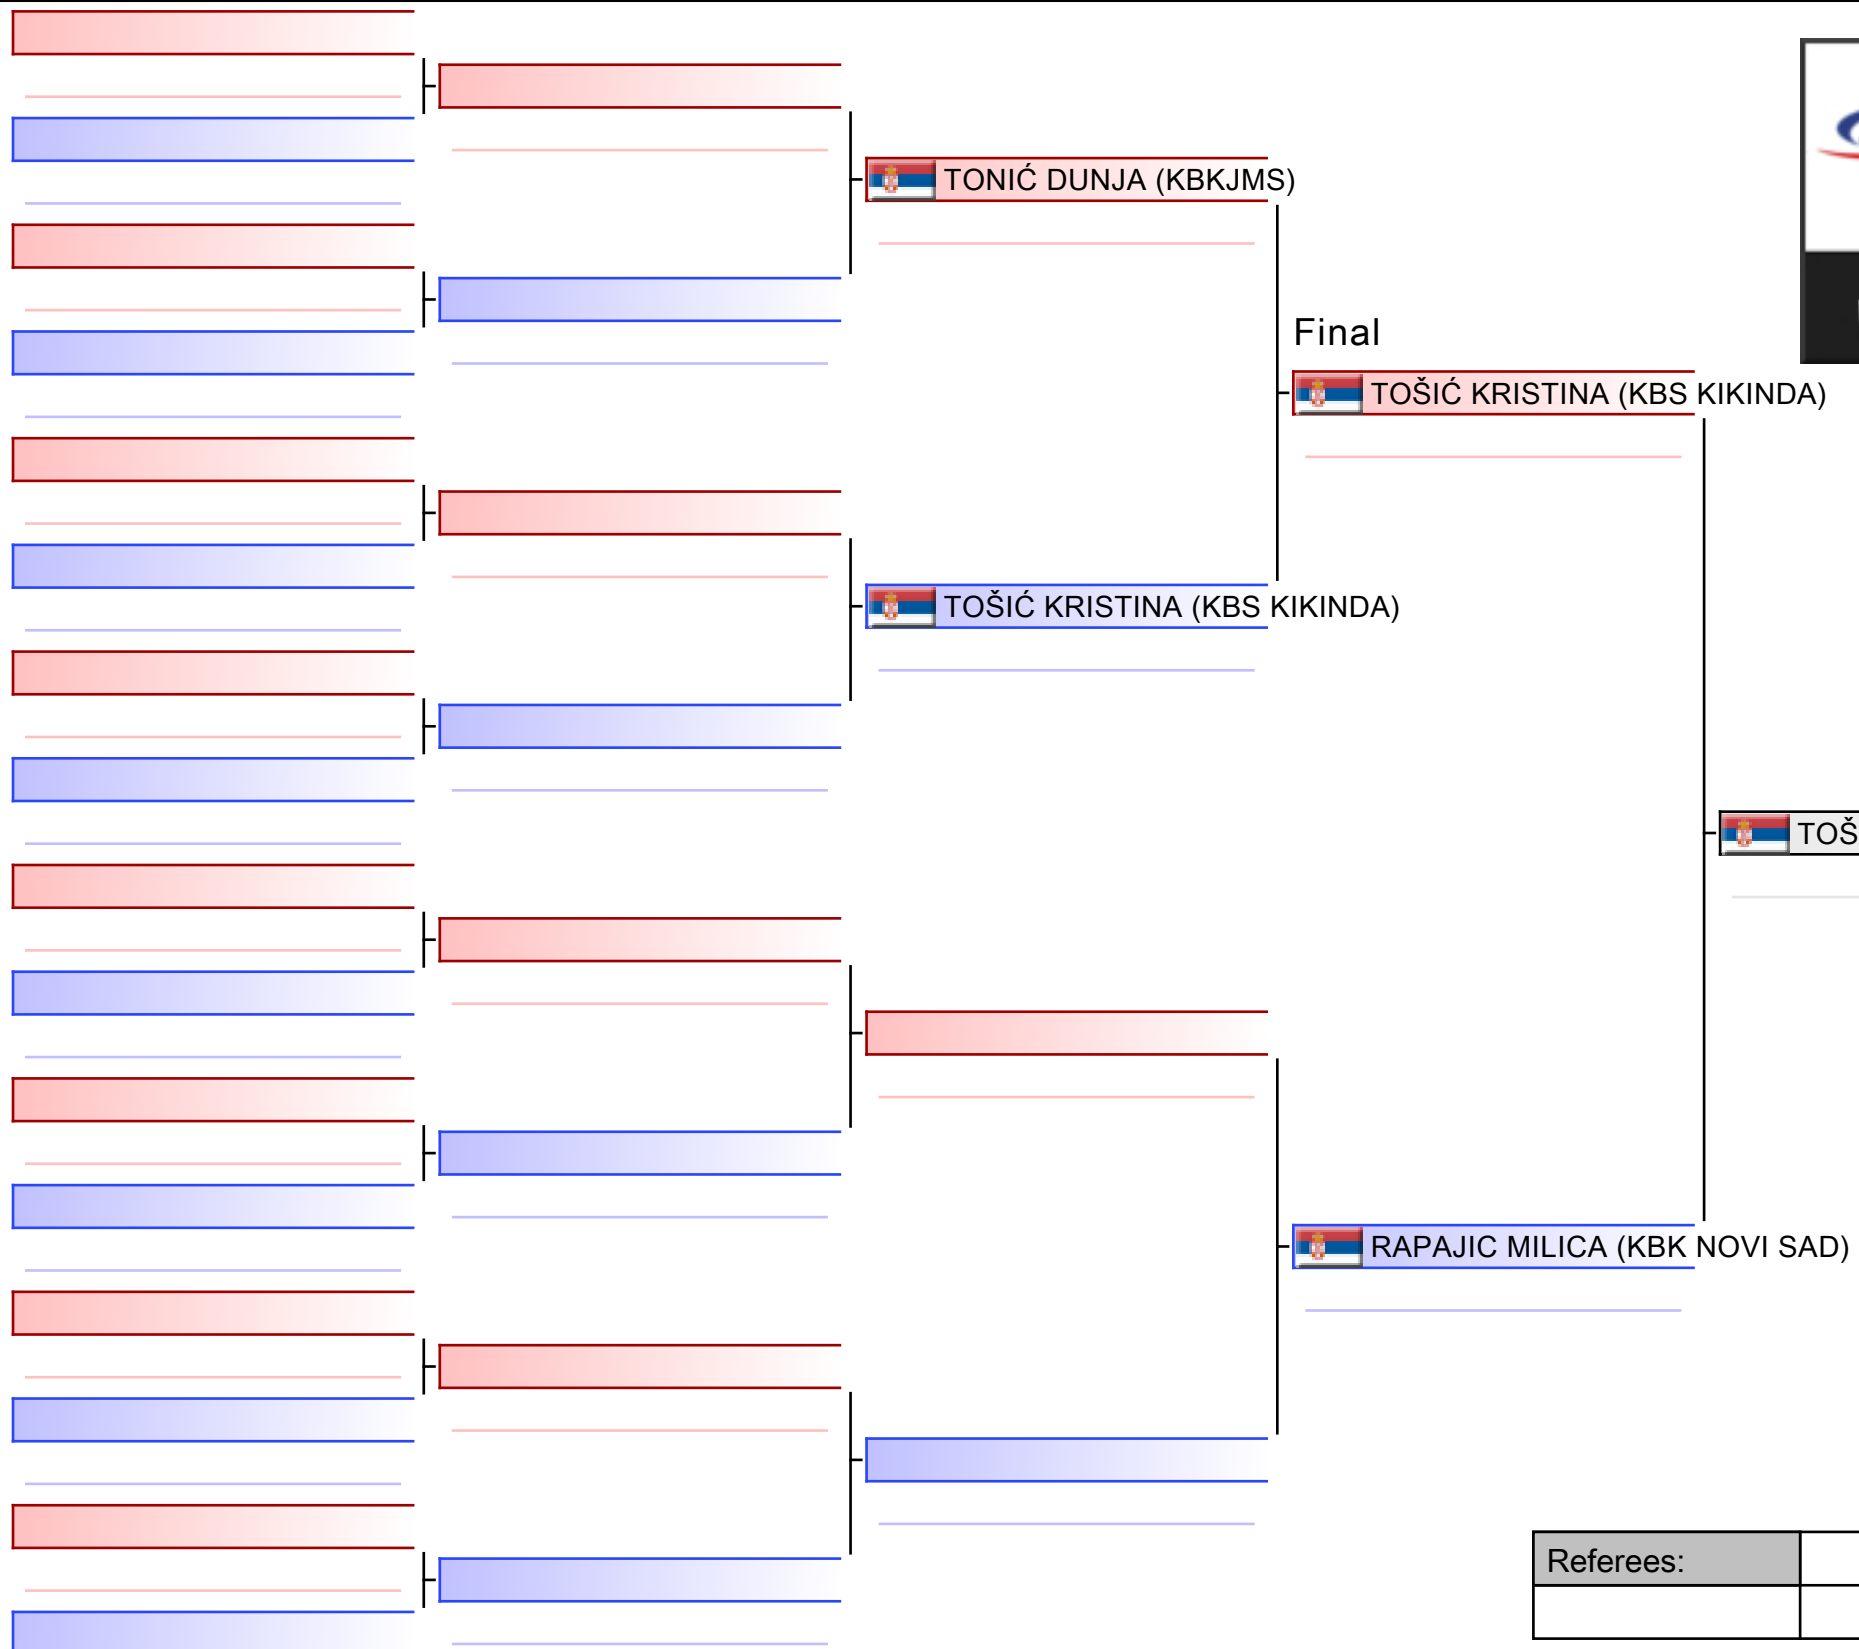 TONIĆ DUNJA (KBKJMS)
Final
TOŠIĆ KRISTINA (KBS KIKINDA)
TOŠIĆ KRISTINA (KBS KIKINDA)
TOŠ
RAPAJIC MILICA (KBK NOVI SAD)
Referees: